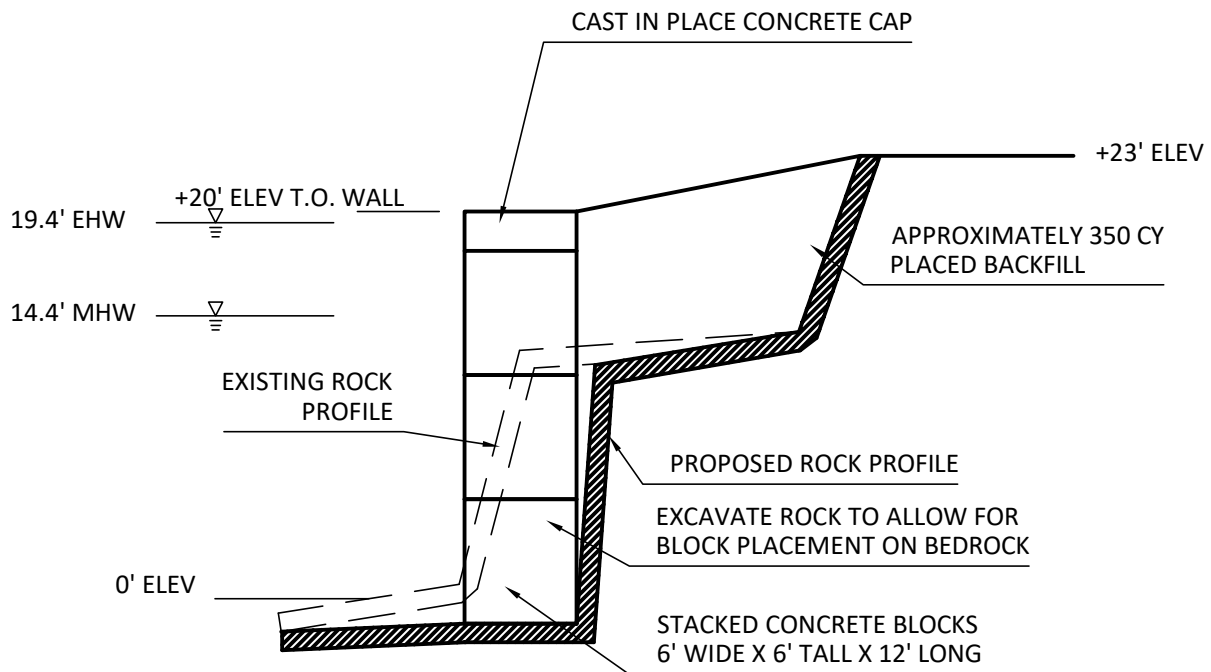 CAST IN PLACE CONCRETE CAP
+23' ELEV
+20' ELEV T.O. WALL
19.4' EHW
APPROXIMATELY 350 CY
PLACED BACKFILL
14.4' MHW
EXISTING ROCK
PROFILE
PROPOSED ROCK PROFILE
EXCAVATE ROCK TO ALLOW FOR
BLOCK PLACEMENT ON BEDROCK
0' ELEV
STACKED CONCRETE BLOCKS
6' WIDE X 6' TALL X 12' LONG